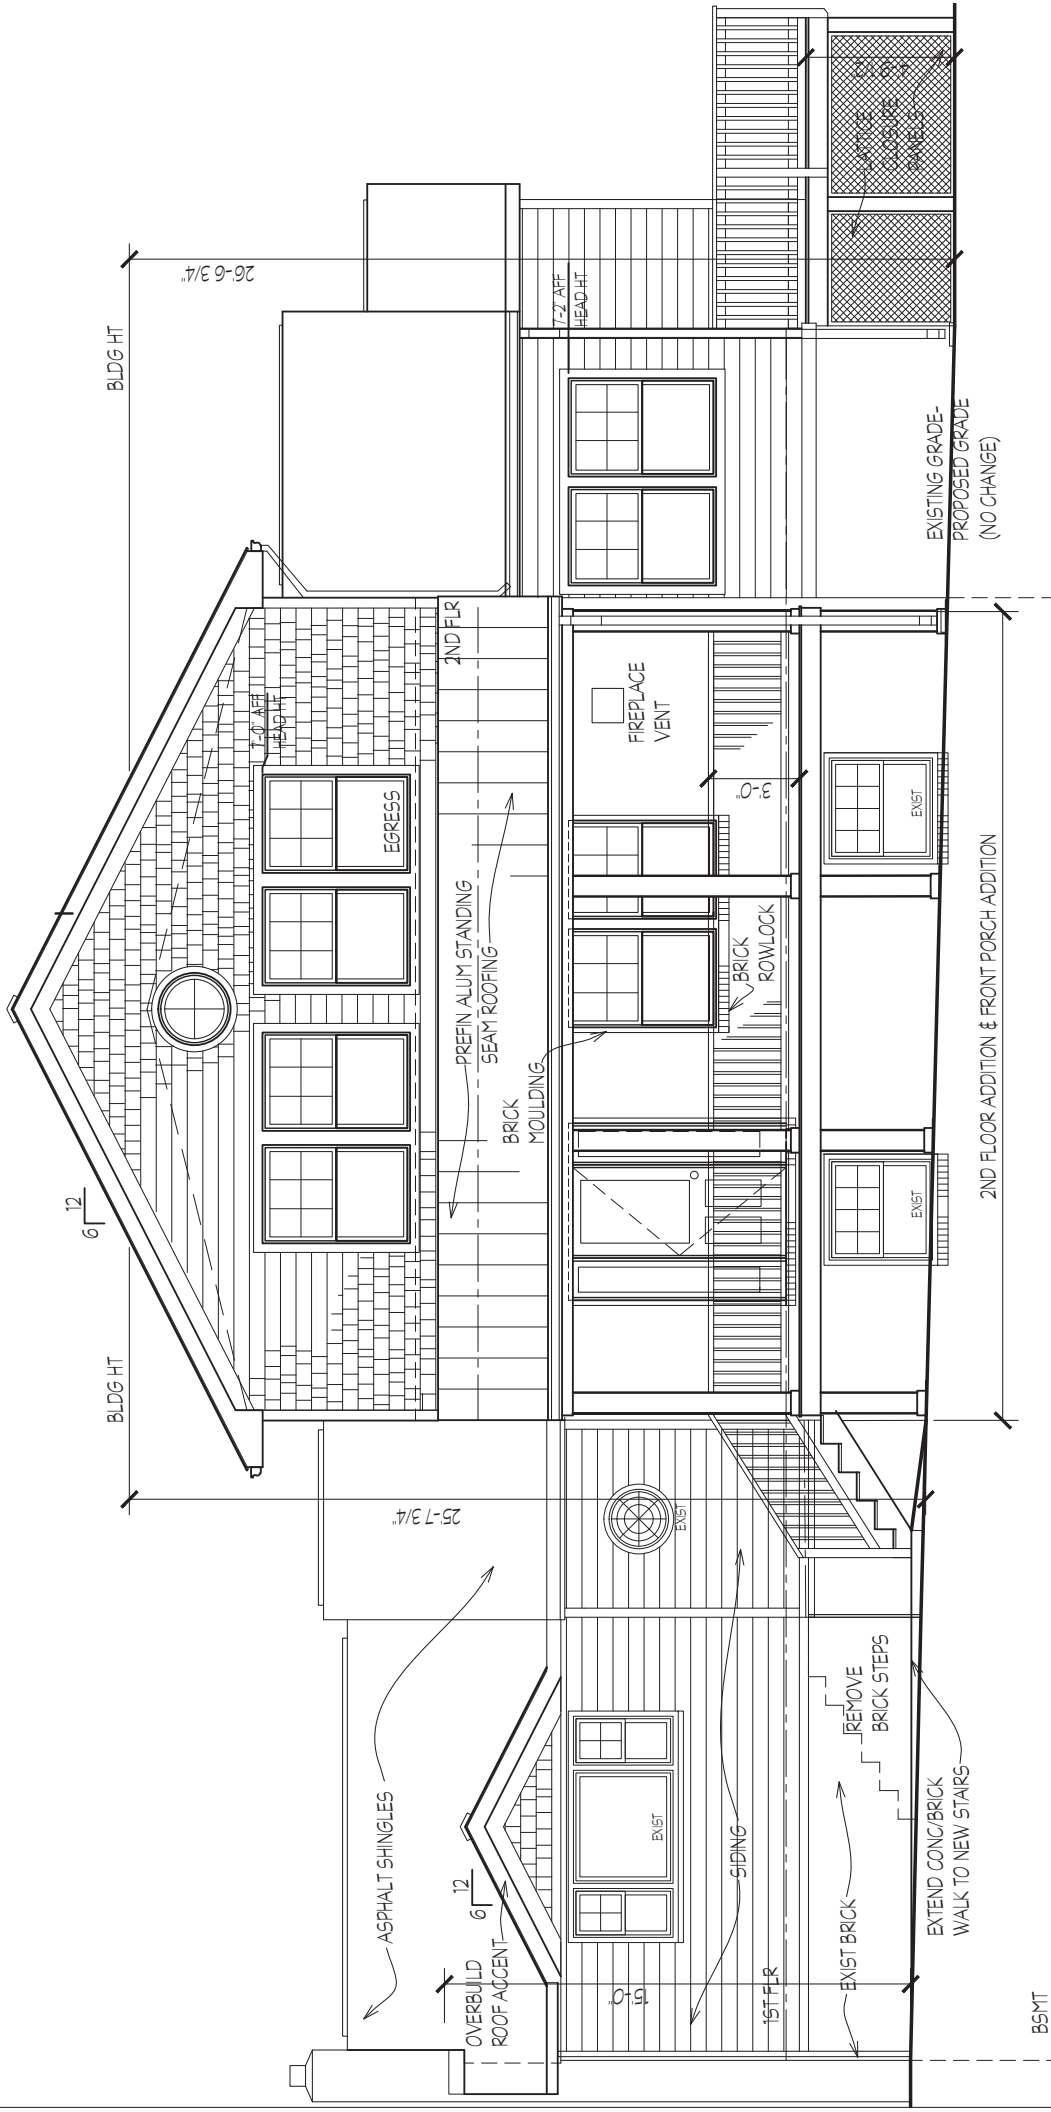 BLDG HT
BLDG HT
25'-7 3/4"
26'-6 3/4"
12
6
ASPHALT SHINGLES
7'-0" AFF
HEAD HT
EGRESS
2ND FLR
PREFIN ALUM STANDING
SEAM ROOFING
12
6
OVERBUILD
ROOF ACCENT
BRICK
MOULDING
7'-2" AFF
HEAD HT
FIREPLACE
VENT
15'-0"
EXIST
EXIST
SIDING
BRICK
ROWLOCK
3'-0"
1ST FLR
EXIST BRICK
REMOVE
BRICK STEPS
EXIST
EXIST
LATTICE
CLOSURE
PANELS
EXTEND CONC/BRICK
WALK TO NEW STAIRS
EXISTING GRADE-
PROPOSED GRADE
(NO CHANGE)
2ND FLOOR ADDITION & FRONT PORCH ADDITION
BSMT